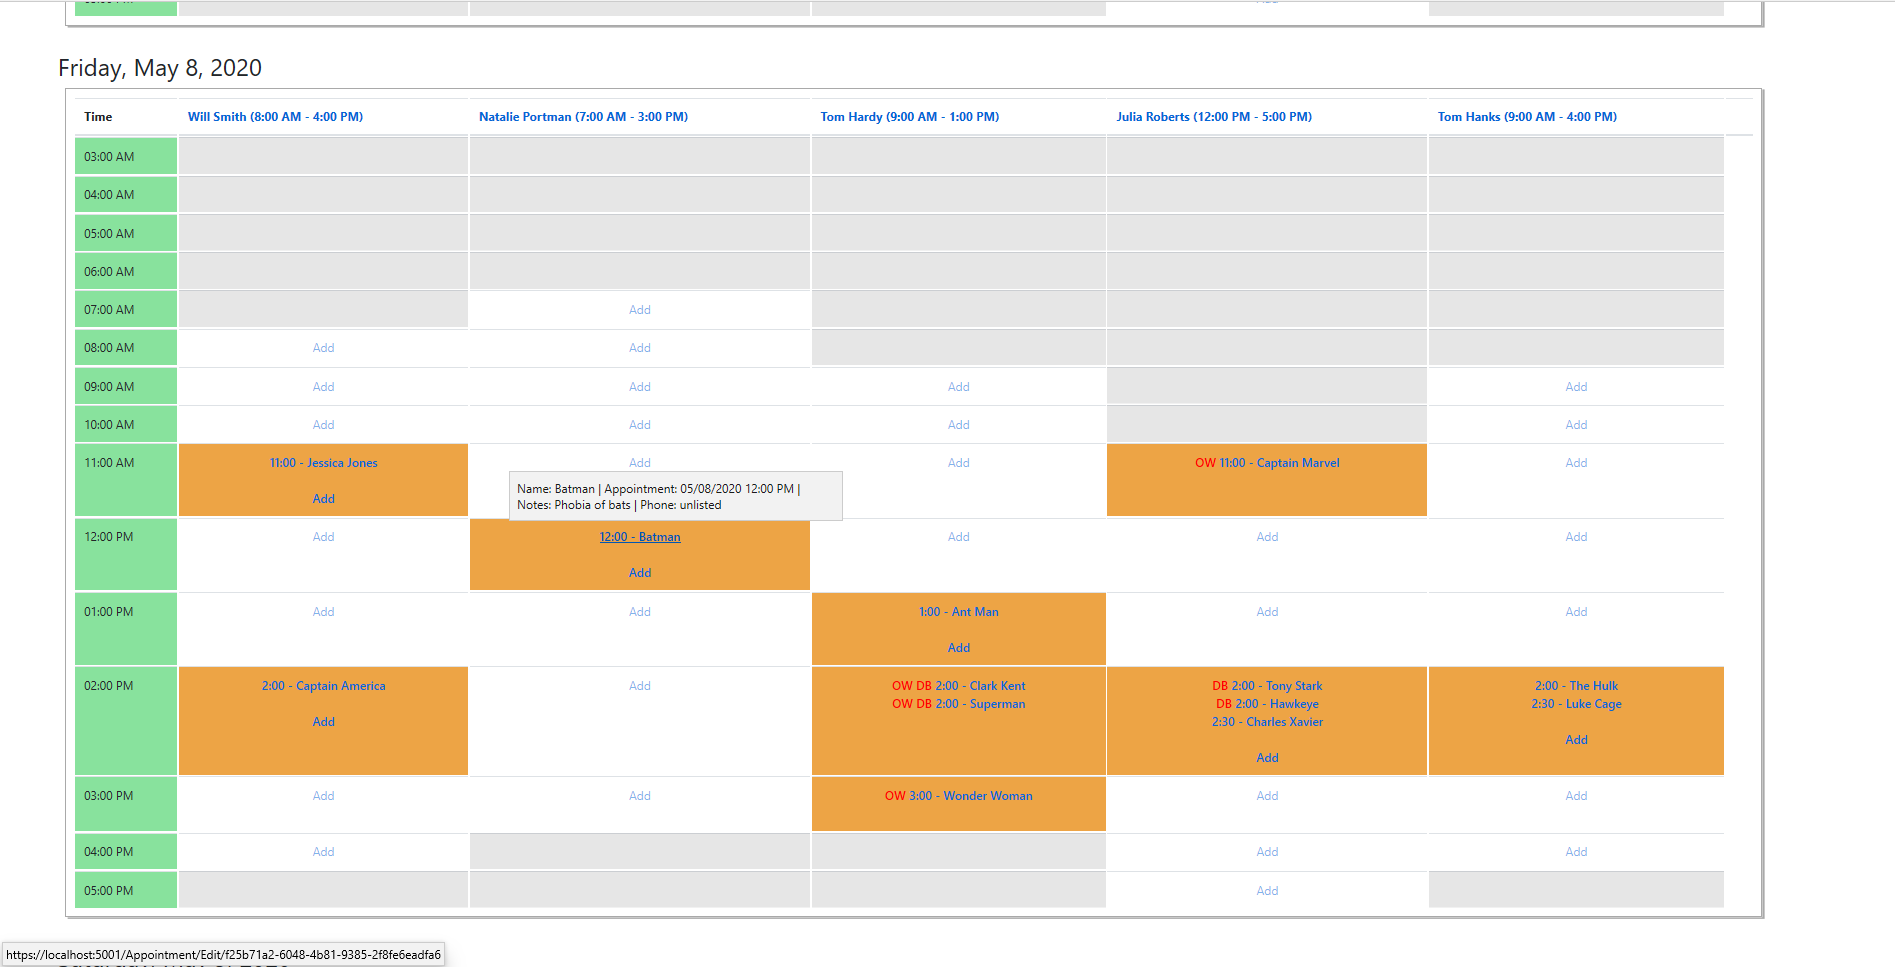 Friday, May 8, 2020
Time Will Smith (8:00 AM - 4:00 PM) Natalie Portman (7:00 AM - 3:00 PM) Tom Hardy (9:00 AM - 1:00 PM) Julia Roberts (12:00 PM - 5:00 PM) Tom Hanks (9:00 AM - 4:00 PM)
03:00 AM
04:00 AM
05:00 AM
06:00 AM
07:00 AM Add
08:00 AM Add Add
09:00 AM Add Add Add Add
10:00 AM Add Add Add Add
11:00 AM 11:00 - Jessica Jones Add Add OW 11:00 - Captain Marvel Add
Add
Name: Batman | Appointment: 05/08/2020 12:00 PM |
Notes: Phobia of bats | Phone: unlisted
12:00 PM Add 12:00 - Batman Add Add Add
Add
01:00 PM Add Add 1:00 - Ant Man Add Add
Add
02:00 PM 2:00 - Captain America Add OW DB 2:00 - Clark Kent DB 2:00 - Tony Stark 2:00 - The Hulk
OW DB 2:00 - Superman DB 2:00 - Hawkeye 2:30 - Luke Cage
Add 2:30 - Charles Xavier
Add
Add
03:00 PM Add Add OW 3:00 - Wonder Woman Add Add
04:00 PM Add Add Add
05:00 PM Add
https://localhost:5001/Appointment/Edit/f25b71a2-6048-4b81-9385-2f8fe6eadfa6